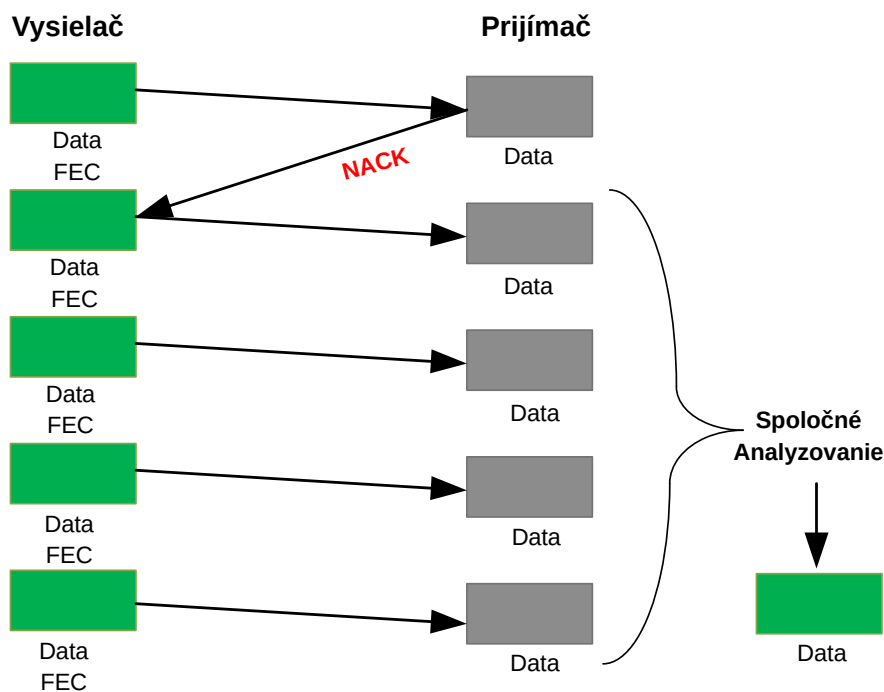 Vysielač
Prijímač
Data
FEC
Data
NACK
Data
FEC
Data
Data
FEC
Data
Spoločné
Analyzovanie
Data
FEC
Data
Data
FEC
Data
Data